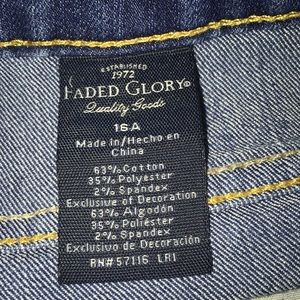 ESTABLISHED
1972
FADED GLORY®
Quality Goods
16A
Made in/Hecho en
China
63% Cotton
35% Polyester
2% Spandex
Exclusive of Decoration
63% Algodón
35% Poliéster
2% Spandex
Exclusivo de Decoración
RN# 57116 LR1